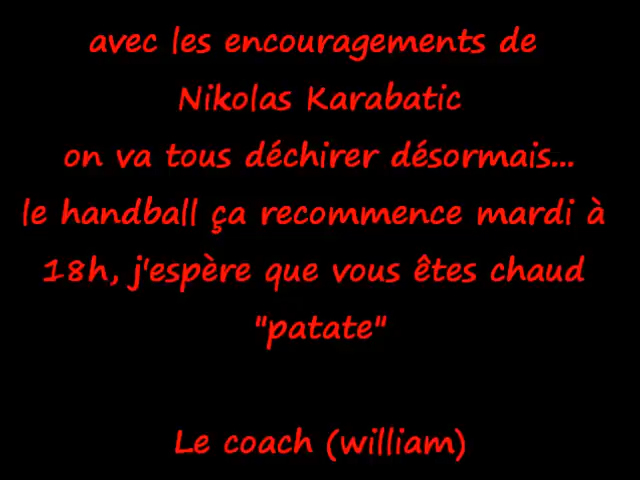 avec les encouragements de
Nikolas Karabatic
on va tous déchirer désormais...
le handball ça recommence mardi à
18h, j'espère que vous êtes chaud
"patate"
Le coach (william)